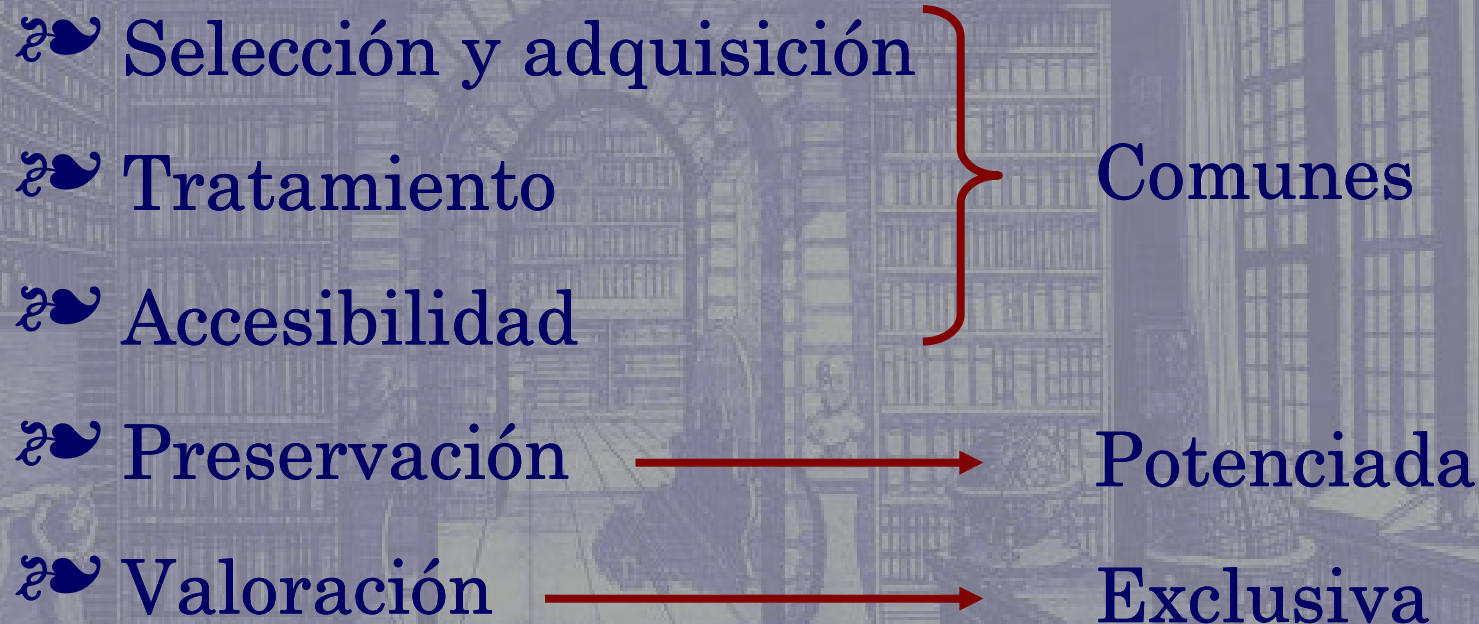 Selección y adquisición
Tratamiento
Comunes
Accesibilidad
Preservación Potenciada
Valoración Exclusiva